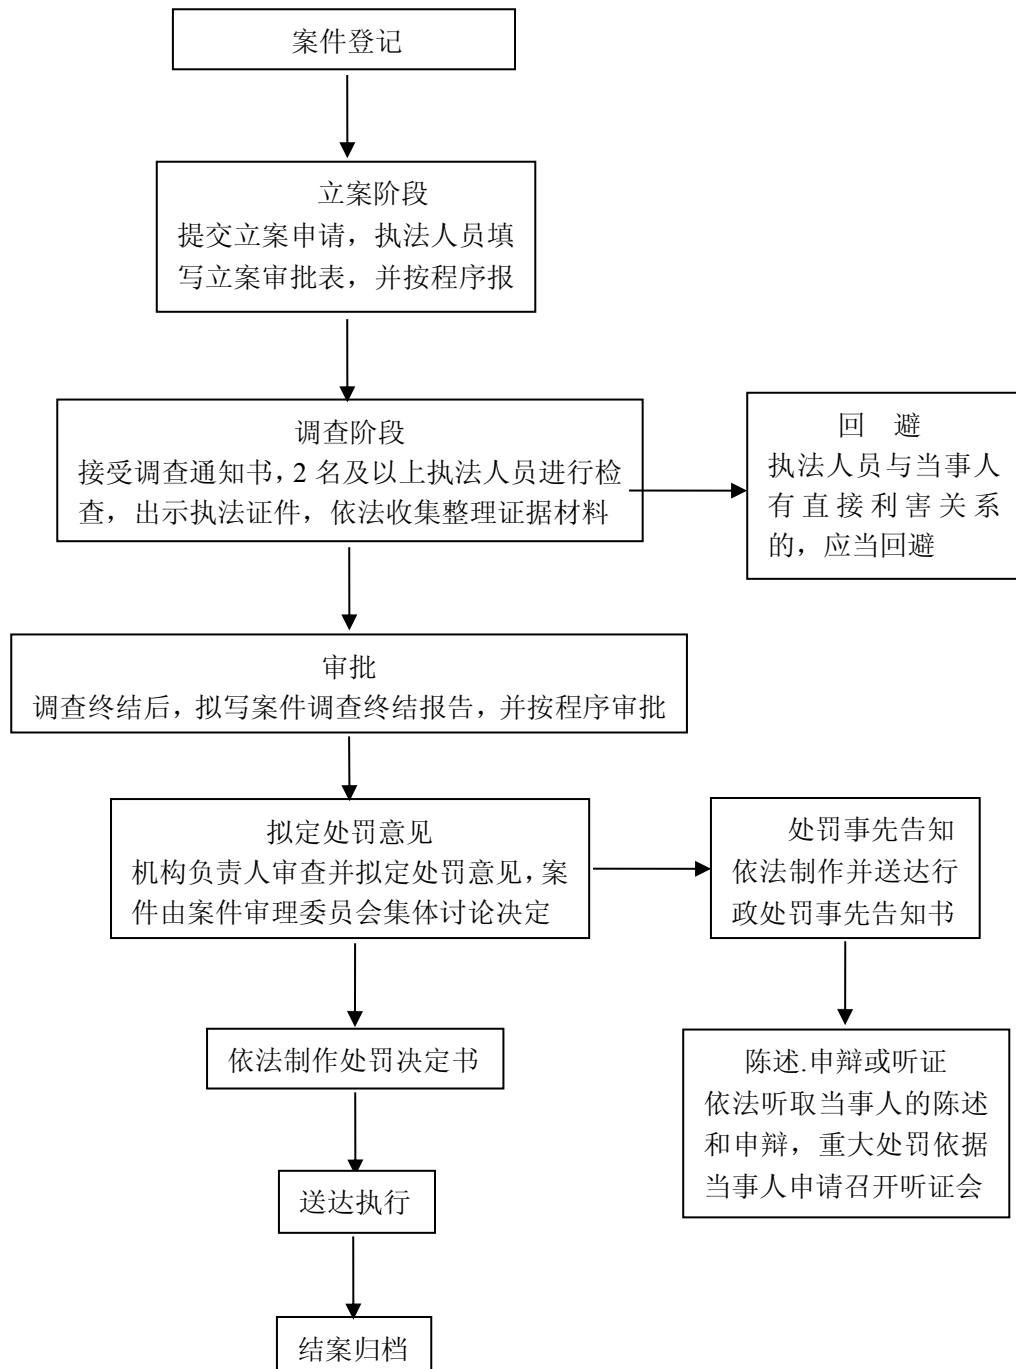 案件登记
立案阶段
提交立案申请，执法人员填
写立案审批表，并按程序报
调查阶段
接受调查通知书，2 名及以上执法人员进行检
查，出示执法证件，依法收集整理证据材料
回 避
执法人员与当事人
有直接利害关系
的，应当回避
审批
调查终结后，拟写案件调查终结报告，并按程序审批
拟定处罚意见
机构负责人审查并拟定处罚意见，案
件由案件审理委员会集体讨论决定
处罚事先告知
依法制作并送达行
政处罚事先告知书
依法制作处罚决定书
陈述.申辩或听证
依法听取当事人的陈述
和申辩，重大处罚依据
当事人申请召开听证会
送达执行
结案归档